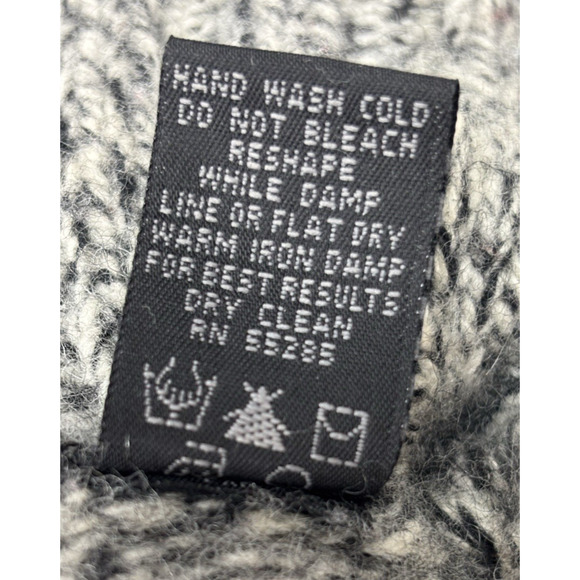 HAND WASH COLD
DO NOT BLEACH
RESHAPE
WHILE DAMP
LINE OR FLAT DRY
WARM IRON DAMP
FOR BEST RESULTS
DRY CLEAN
RN 65285